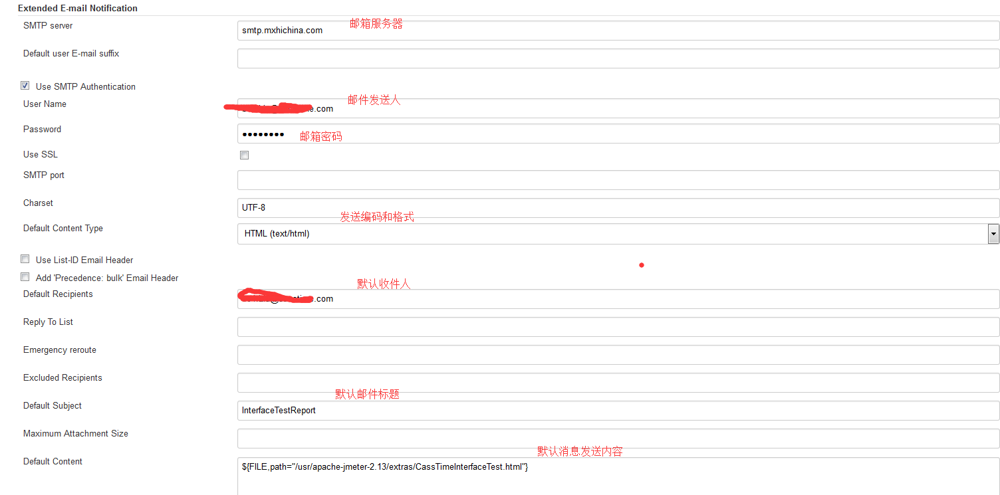 Extended E-mail Notification
SMTP server
邮箱服务器
smtp.mxhichina.com
Default user E-mail suffix
Use SMTP Authentication
User Name
邮件发送人
.com
Password
邮箱密码
Use SSL
SMTP port
Charset
UTF-8
发送编码和格式
Default Content Type
HTML (text/html)
Use List-ID Email Header
Add 'Precedence: bulk' Email Header
默认收件人
Default Recipients
.com
Reply To List
Emergency reroute
Excluded Recipients
默认邮件标题
Default Subject
InterfaceTestReport
Maximum Attachment Size
默认消息发送内容
Default Content
${FILE,path="/usr/apache-jmeter-2.13/extras/CassTimeInterfaceTest.html"}